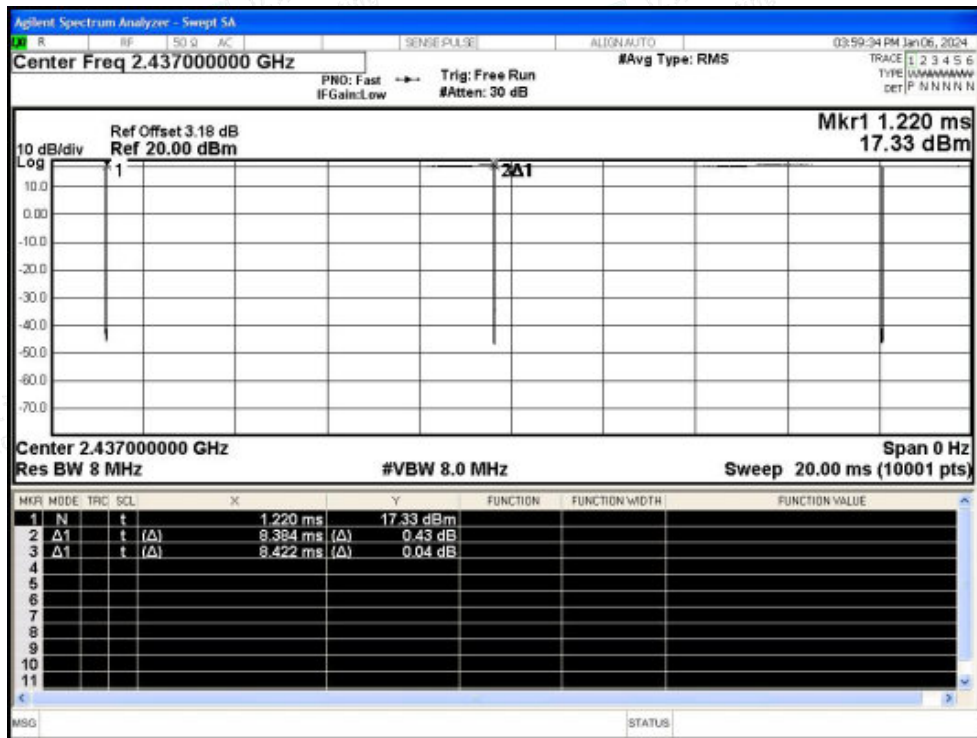 Agilent Spectrum Analyzer - Swept SA
R RF 50 Ω AC SENSE:PULSE ALIGNAUTO 03:59:34 PM Jan 06, 2024
Center Freq 2.437000000 GHz #Avg Type: RMS TRACE 1 2 3 4 5 6
PNO: Fast Trig: Free Run TYPE
IFGain:Low #Atten: 30 dB DET P N N N N N
Mkr1 1.220 ms
Ref Offset 3.18 dB
10 dB/div Ref 20.00 dBm 17.33 dBm
Log
1 2Δ1
10.0
0.00
-10.0
-20.0
-30.0
-40.0
-50.0
-60.0
-70.0
Center 2.437000000 GHz Span 0 Hz
Res BW 8 MHz #VBW 8.0 MHz Sweep 20.00 ms (10001 pts)
MKR MODE TRC SCL X Y FUNCTION FUNCTION WIDTH FUNCTION VALUE
1 N t 1.220 ms 17.33 dBm
2 Δ1 t (Δ) 8.384 ms (Δ) 0.43 dB
3 Δ1 t (Δ) 8.422 ms (Δ) 0.04 dB
4
5
6
7
8
9
10
11
MSG STATUS